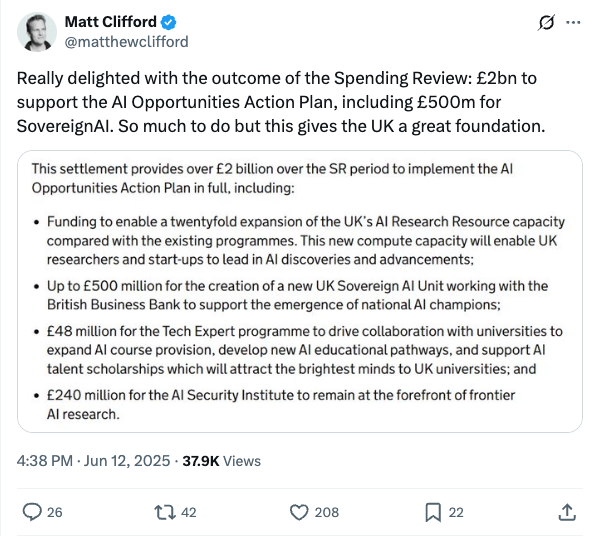 Matt Clifford
@matthewclifford
Really delighted with the outcome of the Spending Review: £2bn to
support the AI Opportunities Action Plan, including £500m for
SovereignAI. So much to do but this gives the UK a great foundation.
This settlement provides over £2 billion over the SR period to implement the AI
Opportunities Action Plan in full, including:
• Funding to enable a twentyfold expansion of the UK's AI Research Resource capacity
compared with the existing programmes. This new compute capacity will enable UK
researchers and start-ups to lead in AI discoveries and advancements;
• Up to £500 million for the creation of a new UK Sovereign AI Unit working with the
British Business Bank to support the emergence of national AI champions;
• £48 million for the Tech Expert programme to drive collaboration with universities to
expand AI course provision, develop new AI educational pathways, and support AI
talent scholarships which will attract the brightest minds to UK universities; and
• £240 million for the AI Security Institute to remain at the forefront of frontier
AI research.
4:38 PM · Jun 12, 2025 · 37.9K Views
26 42 208 22